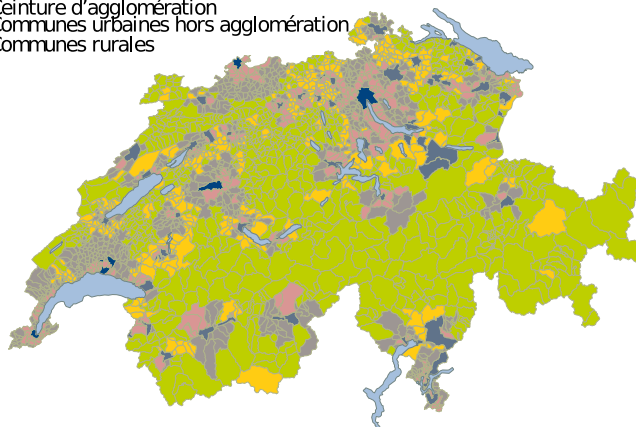 Ceinture d'agglomération
Communes urbaines hors agglomération
Communes rurales